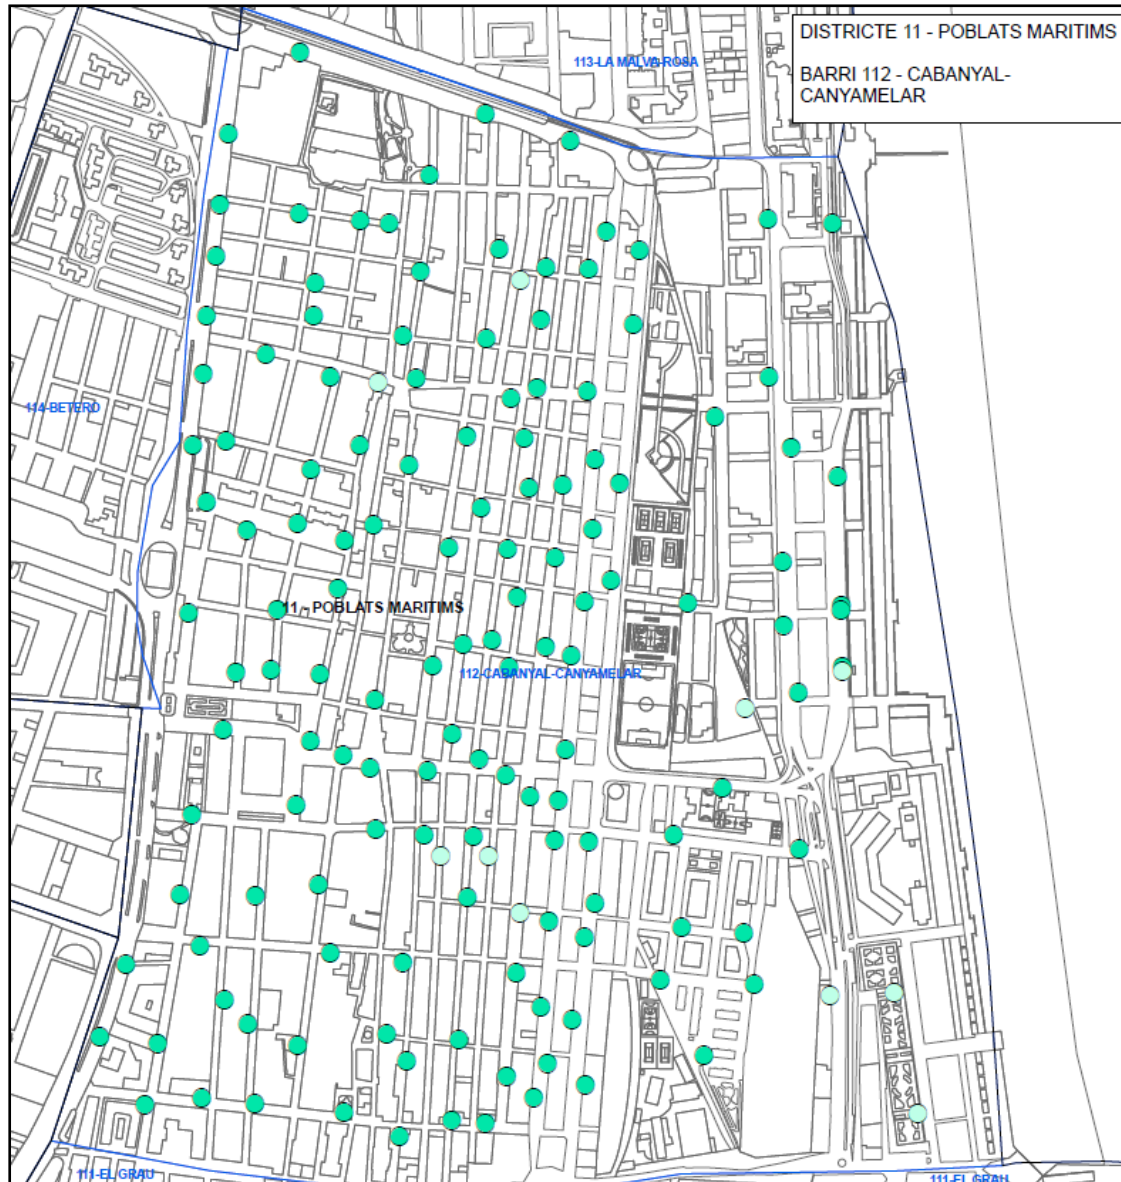 DISTRICTE 11 - POBLATS MARITIMS
BARRI 112 - CABANYAL-
CANYAMELAR
113-LA MALVA-ROSA
114-BETERÓ
11 - POBLATS MARITIMS
112-CABANYAL-CANYAMELAR
111-EL GRAU
111-EL GRAU